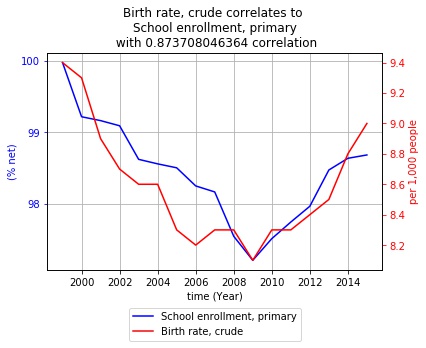 Birth rate, crude correlates to
School enrollment, primary
with 0.873708046364 correlation
100
99
98
(% net)
9.4
9.2
9.0
8.8
8.6
8.4
8.2
per 1,000 people
2000 2002 2004 2006 2008 2010 2012 2014
time (Year)
School enrollment, primary
Birth rate, crude